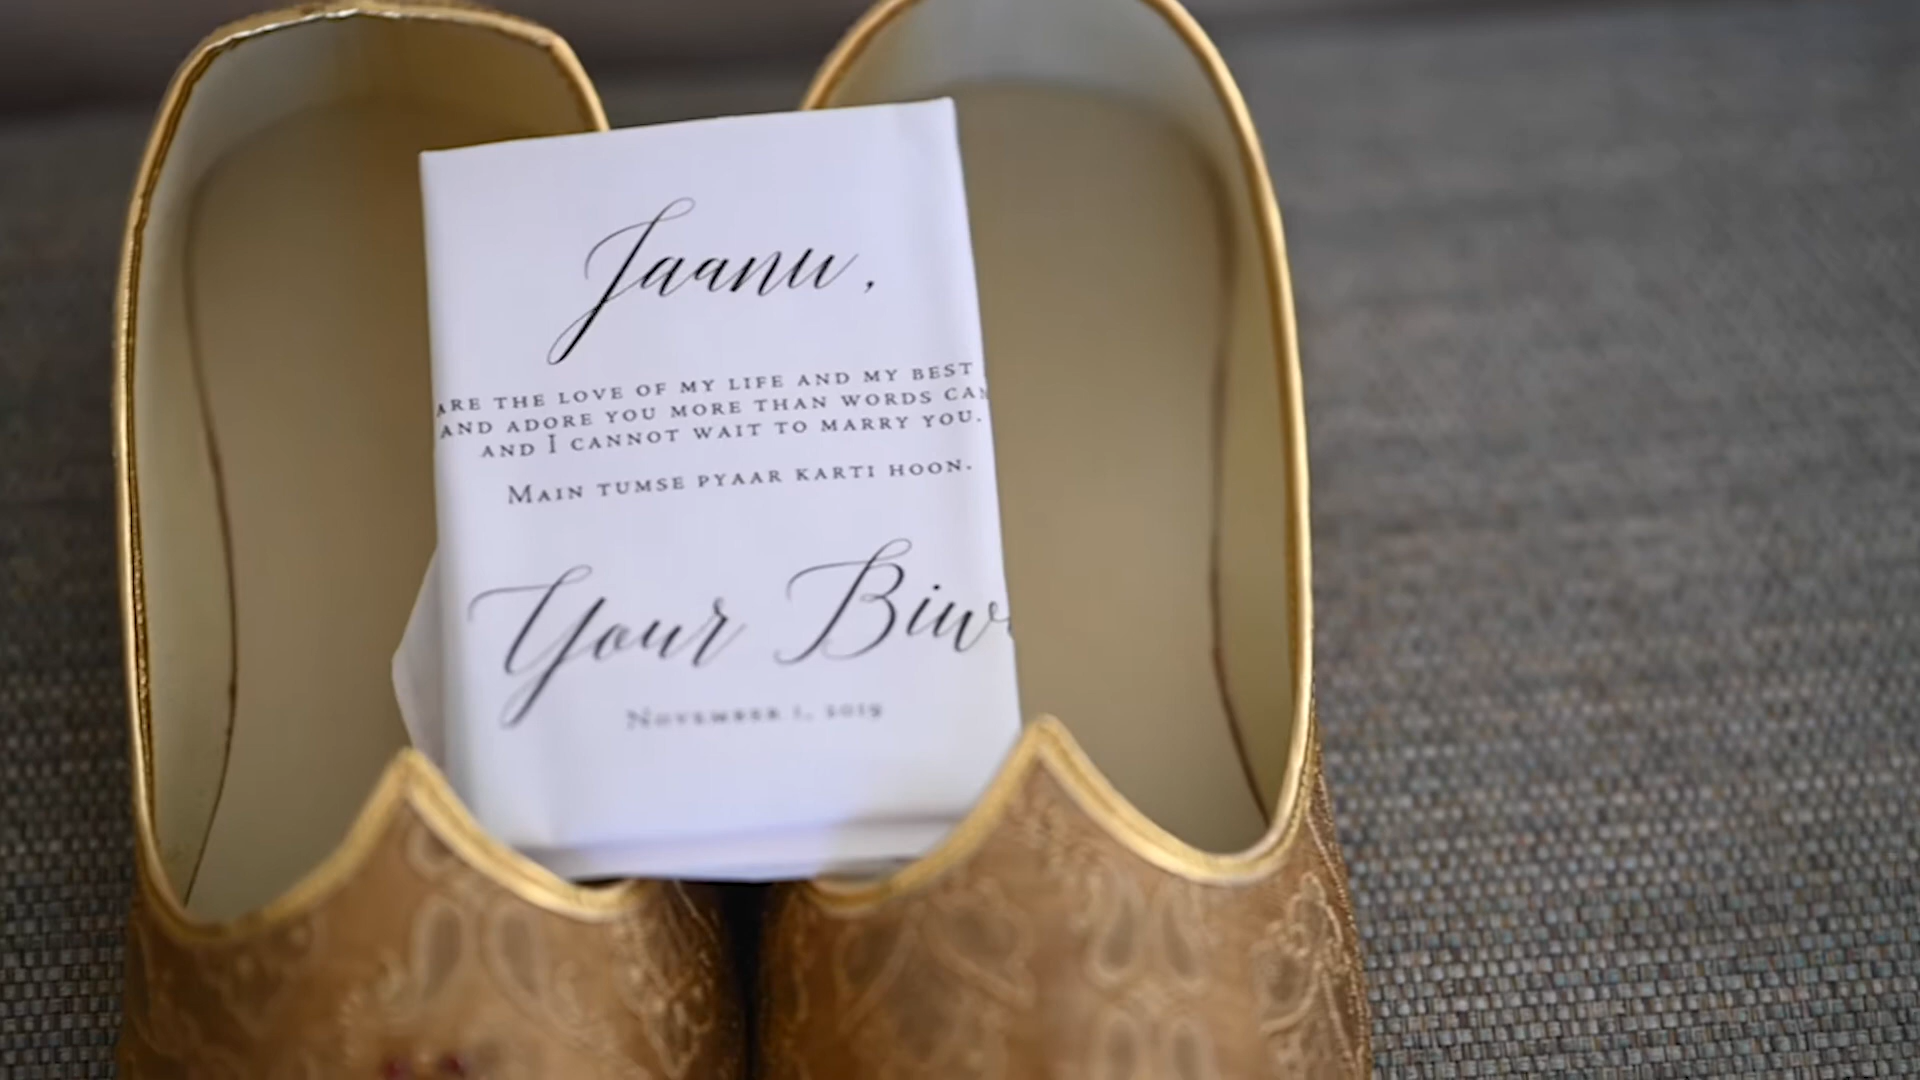 Jaanu,
ARE THE LOVE OF MY LIFE AND MY BEST
AND ADORE YOU MORE THAN WORDS CAN
AND I CANNOT WAIT TO MARRY YOU.
MAIN TUMSE PYAAR KARTI HOON.
Your Biw
NOVEMBER 1, 2019